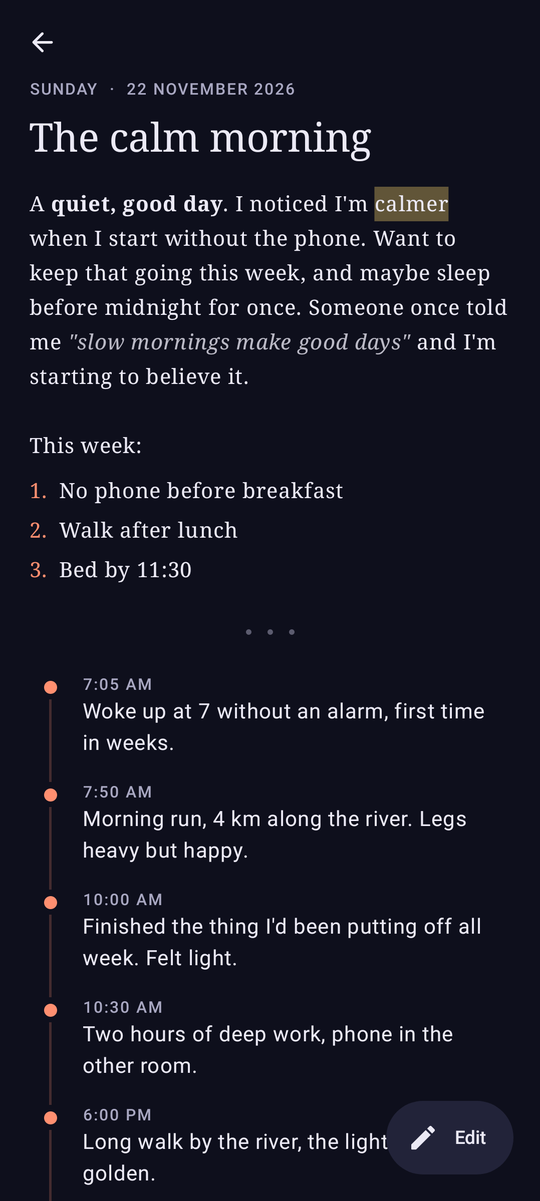 SUNDAY · 22 NOVEMBER 2026
The calm morning
A quiet, good day. I noticed I'm calmer
when I start without the phone. Want to
keep that going this week, and maybe sleep
before midnight for once. Someone once told
me "slow mornings make good days" and I'm
starting to believe it.
This week:
1. No phone before breakfast
2. Walk after lunch
3. Bed by 11:30
7:05 AM
Woke up at 7 without an alarm, first time
in weeks.
7:50 AM
Morning run, 4 km along the river. Legs
heavy but happy.
10:00 AM
Finished the thing I'd been putting off all
week. Felt light.
10:30 AM
Two hours of deep work, phone in the
other room.
6:00 PM
Long walk by the river, the light
golden.
Edit